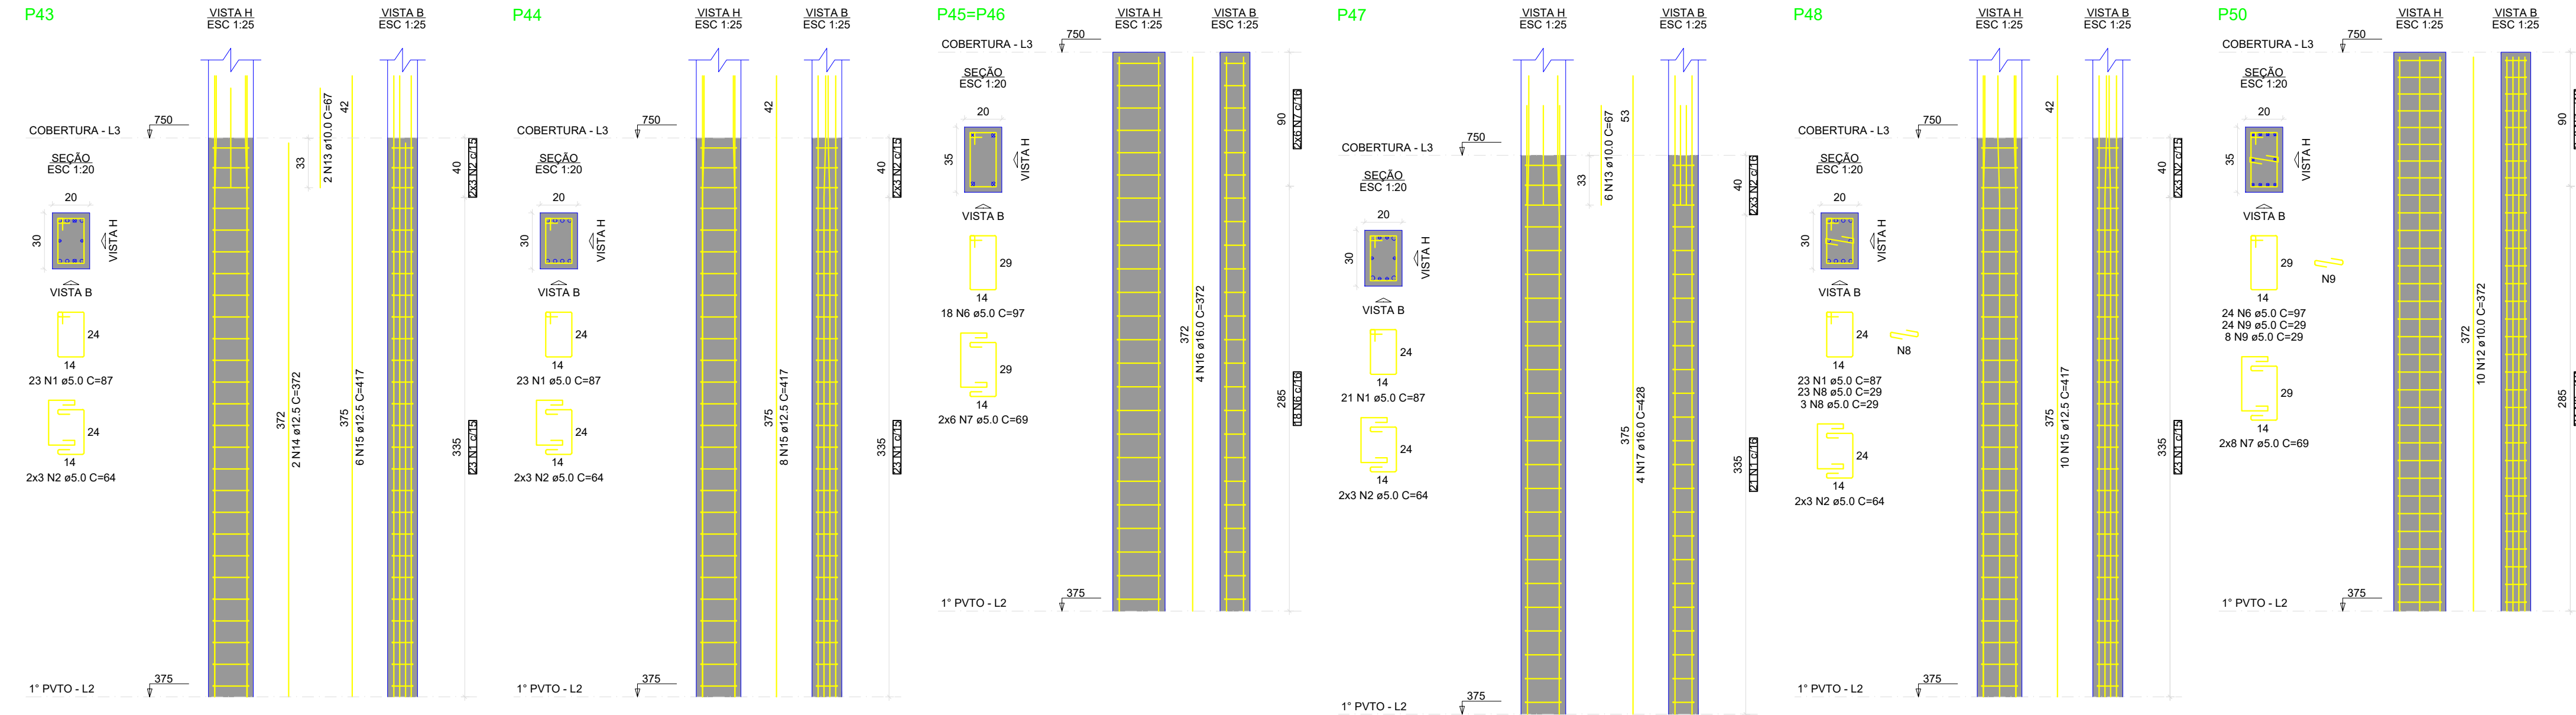 P43
VISTA H
ESC 1:25
VISTA B
ESC 1:25
COBERTURA - L3
750
SEÇÃO
ESC 1:20
20
30
VISTA H
VISTA B
24
14
23 N1 ø5.0 C=87
24
14
2x3 N2 ø5.0 C=64
33
2 N13 ø10.0 C=67
42
372
2 N14 ø12.5 C=372
375
6 N15 ø12.5 C=417
40
2x3 N2 c/15
335
23 N1 c/15
1° PVTO - L2
375
P44
VISTA H
ESC 1:25
VISTA B
ESC 1:25
COBERTURA - L3
750
SEÇÃO
ESC 1:20
20
30
VISTA H
VISTA B
24
14
23 N1 ø5.0 C=87
24
14
2x3 N2 ø5.0 C=64
42
375
8 N15 ø12.5 C=417
40
2x3 N2 c/15
335
23 N1 c/15
1° PVTO - L2
375
P45=P46
VISTA H
ESC 1:25
VISTA B
ESC 1:25
COBERTURA - L3
750
SEÇÃO
ESC 1:20
20
35
VISTA H
VISTA B
29
14
18 N6 ø5.0 C=97
29
14
2x6 N7 ø5.0 C=69
372
4 N16 ø16.0 C=372
90
2x6 N7 c/16
285
18 N6 c/16
1° PVTO - L2
375
P47
VISTA H
ESC 1:25
VISTA B
ESC 1:25
COBERTURA - L3
750
SEÇÃO
ESC 1:20
20
30
VISTA H
VISTA B
24
14
21 N1 ø5.0 C=87
24
14
2x3 N2 ø5.0 C=64
33
6 N13 ø10.0 C=67
53
375
4 N17 ø16.0 C=428
40
2x3 N2 c/16
335
21 N1 c/16
1° PVTO - L2
375
P48
VISTA H
ESC 1:25
VISTA B
ESC 1:25
COBERTURA - L3
750
SEÇÃO
ESC 1:20
20
30
VISTA H
VISTA B
24
14
N8
23 N1 ø5.0 C=87
23 N8 ø5.0 C=29
3 N8 ø5.0 C=29
24
14
2x3 N2 ø5.0 C=64
42
375
10 N15 ø12.5 C=417
40
2x3 N2 c/15
335
23 N1 c/15
1° PVTO - L2
375
P50
VISTA H
ESC 1:25
VISTA B
ESC 1:25
COBERTURA - L3
750
SEÇÃO
ESC 1:20
20
35
VISTA H
VISTA B
29
14
N9
24 N6 ø5.0 C=97
24 N9 ø5.0 C=29
8 N9 ø5.0 C=29
29
14
2x8 N7 ø5.0 C=69
372
10 N12 ø10.0 C=372
90
285
1° PVTO - L2
375